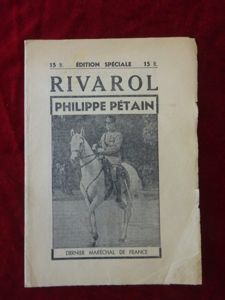 15 fr. ÉDITION SPÉCIALE 15 fr.
RIVAROL
PHILIPPE PÉTAIN
DERNIER MARÉCHAL DE FRANCE